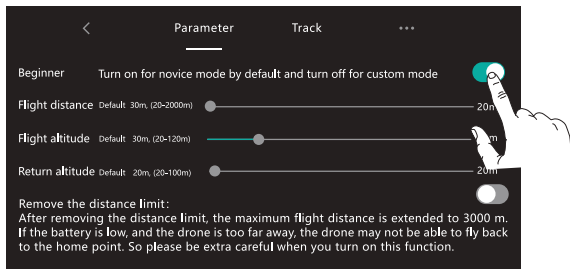 Parameter Track
Beginner Turn on for novice mode by default and turn off for custom mode
Flight distance Default 30m, (20-2000m) 20m
Flight altitude Default 30m, (20-120m) m
Return altitude Default 20m, (20-100m) 20m
Remove the distance limit:
After removing the distance limit, the maximum flight distance is extended to 3000 m.
If the battery is low, and the drone is too far away, the drone may not be able to fly back
to the home point. So please be extra careful when you turn on this function.